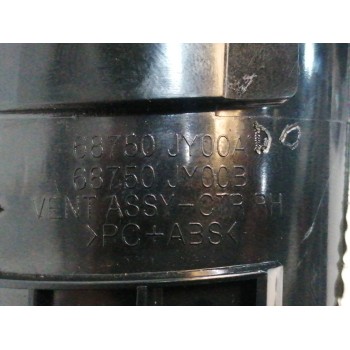 68750 JY00A
68750 JY00B
VENT ASSY-CTR RH
>PC+ABS<